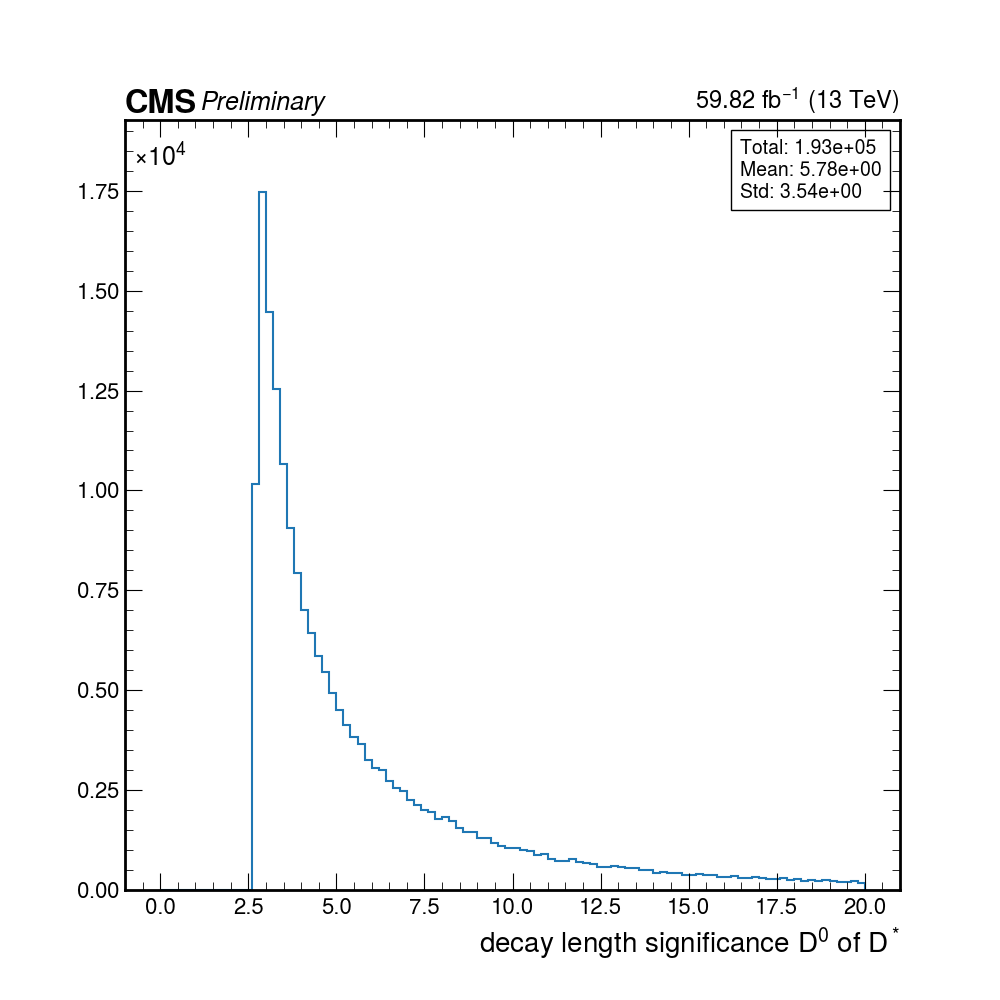 CMS Preliminary 59.82 fb⁻¹ (13 TeV)
×10⁴
Total: 1.93e+05
Mean: 5.78e+00
Std: 3.54e+00
1.75
1.50
1.25
1.00
0.75
0.50
0.25
0.00
0.0 2.5 5.0 7.5 10.0 12.5 15.0 17.5 20.0
decay length significance D⁰ of D*